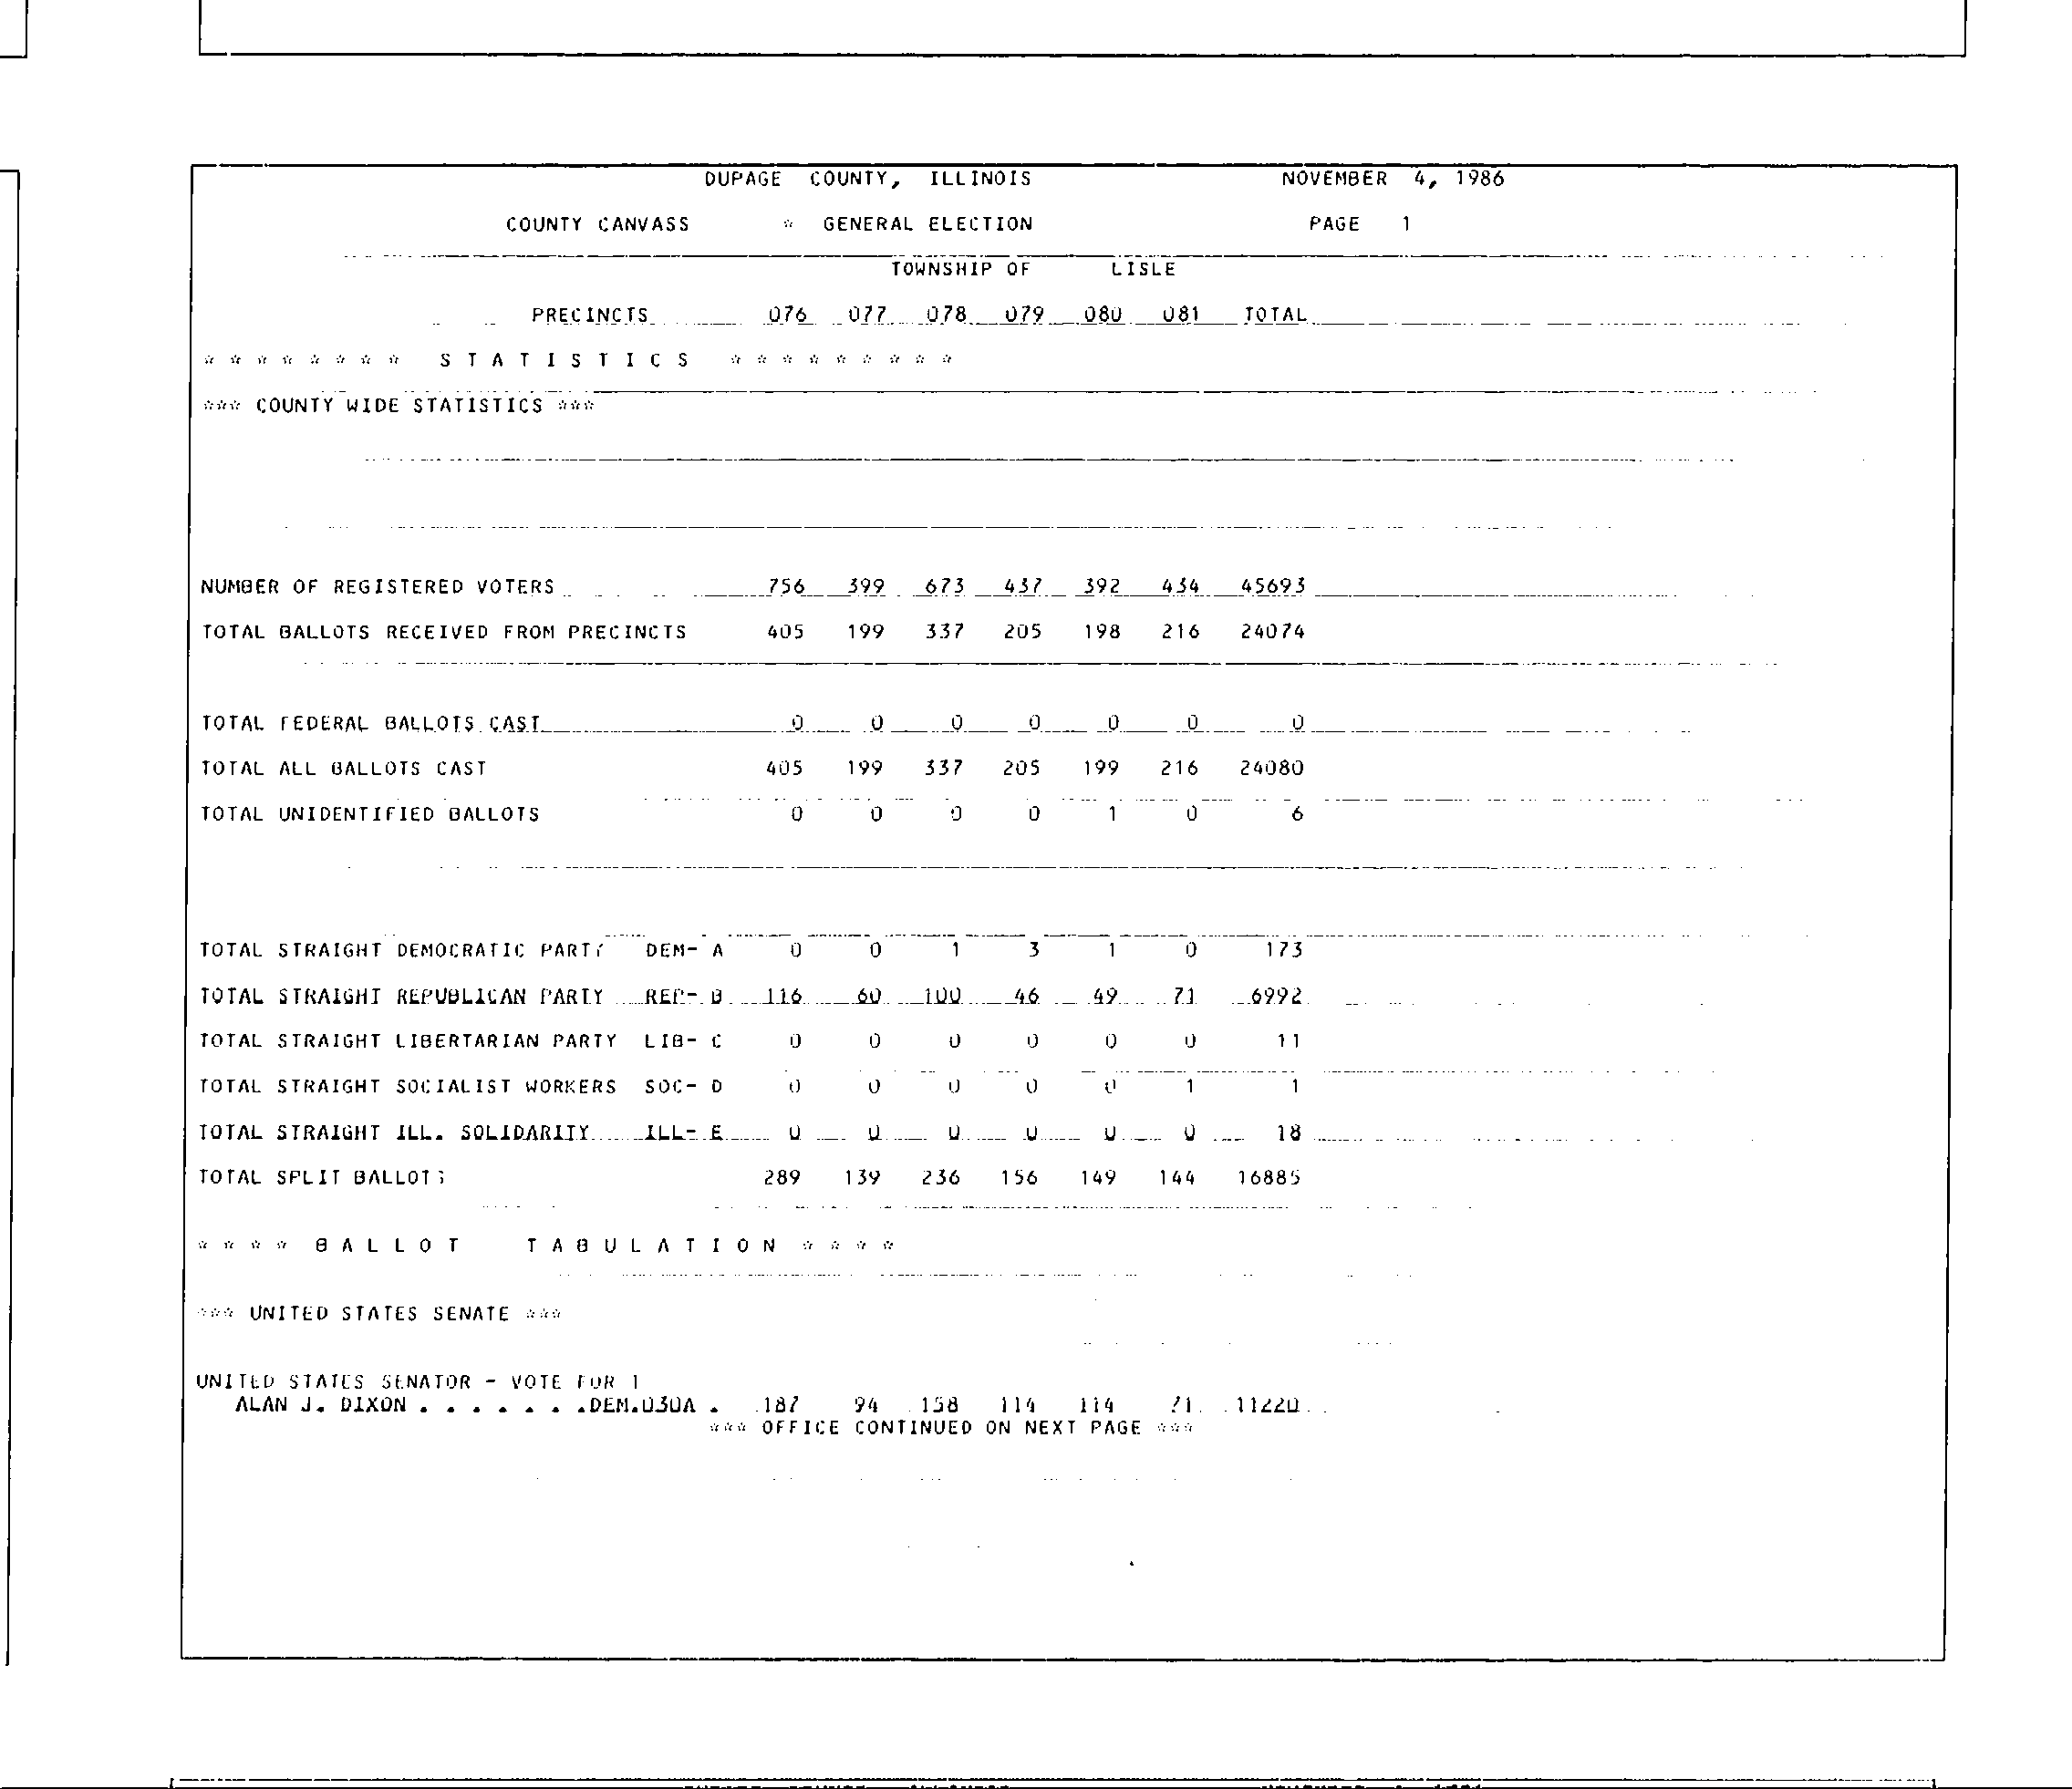 DUPAGE COUNTY, ILLINOIS NOVEMBER 4, 1986
COUNTY CANVASS * GENERAL ELECTION PAGE 1
TOWNSHIP OF LISLE
PRECINCTS 076 077 078 079 080 081 TOTAL
* * * * * * * * S T A T I S T I C S * * * * * * * * *
*** COUNTY WIDE STATISTICS ***
NUMBER OF REGISTERED VOTERS 756 399 673 437 392 434 45693
TOTAL BALLOTS RECEIVED FROM PRECINCTS 405 199 337 205 198 216 24074
TOTAL FEDERAL BALLOTS CAST 0 0 0 0 0 0 0
TOTAL ALL BALLOTS CAST 405 199 337 205 199 216 24080
TOTAL UNIDENTIFIED BALLOTS 0 0 0 0 1 0 6
TOTAL STRAIGHT DEMOCRATIC PARTY DEM- A 0 0 1 3 1 0 173
TOTAL STRAIGHT REPUBLICAN PARTY REP- B 116 60 100 46 49 71 6992
TOTAL STRAIGHT LIBERTARIAN PARTY LIB- C 0 0 0 0 0 0 11
TOTAL STRAIGHT SOCIALIST WORKERS SOC- D 0 0 0 0 0 1 1
TOTAL STRAIGHT ILL. SOLIDARITY ILL- E 0 0 0 0 0 0 18
TOTAL SPLIT BALLOTS 289 139 236 156 149 144 16885
* * * * B A L L O T T A B U L A T I O N * * * *
*** UNITED STATES SENATE ***
UNITED STATES SENATOR - VOTE FOR 1
ALAN J. DIXON . . . . . . .DEM.030A . 187 94 158 114 114 71 11220
*** OFFICE CONTINUED ON NEXT PAGE ***